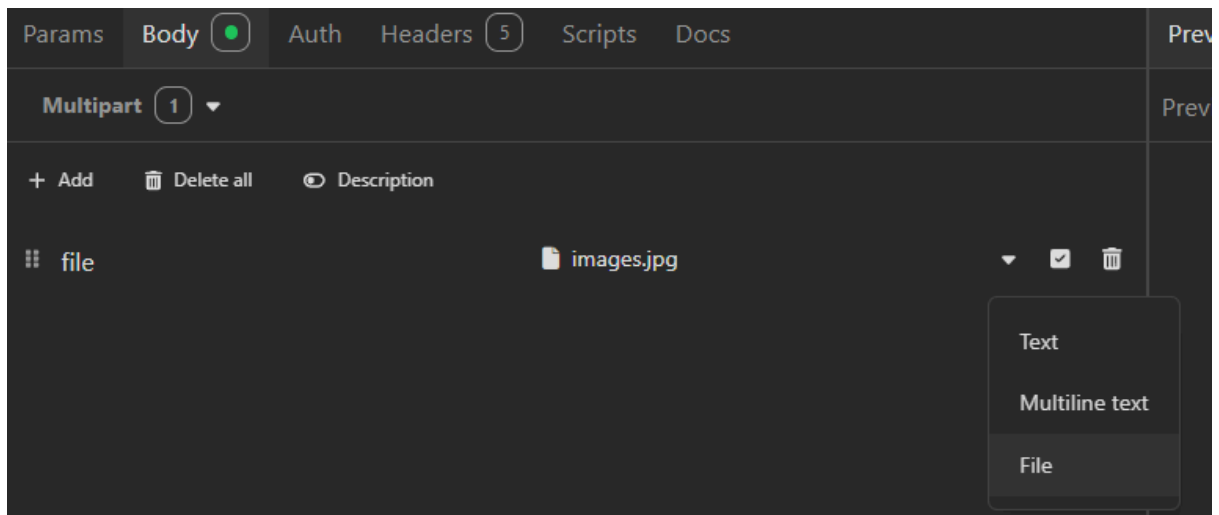 Params Body Auth Headers 5 Scripts Docs Prev
Multipart 1 Prev
+ Add Delete all Description
file images.jpg
Text
Multiline text
File